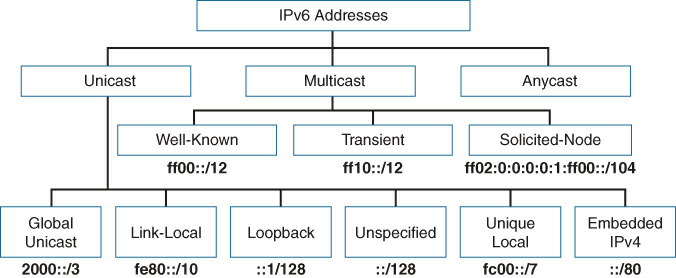 IPv6 Addresses
Unicast
Multicast
Anycast
Well-Known
Transient
Solicited-Node
ff00::/12
ff10::/12
ff02:0:0:0:0:1:ff00::/104
Global
Unicast
Link-Local
Loopback
Unspecified
Unique
Local
Embedded
IPv4
2000::/3
fe80::/10
::1/128
::/128
fc00::/7
::/80